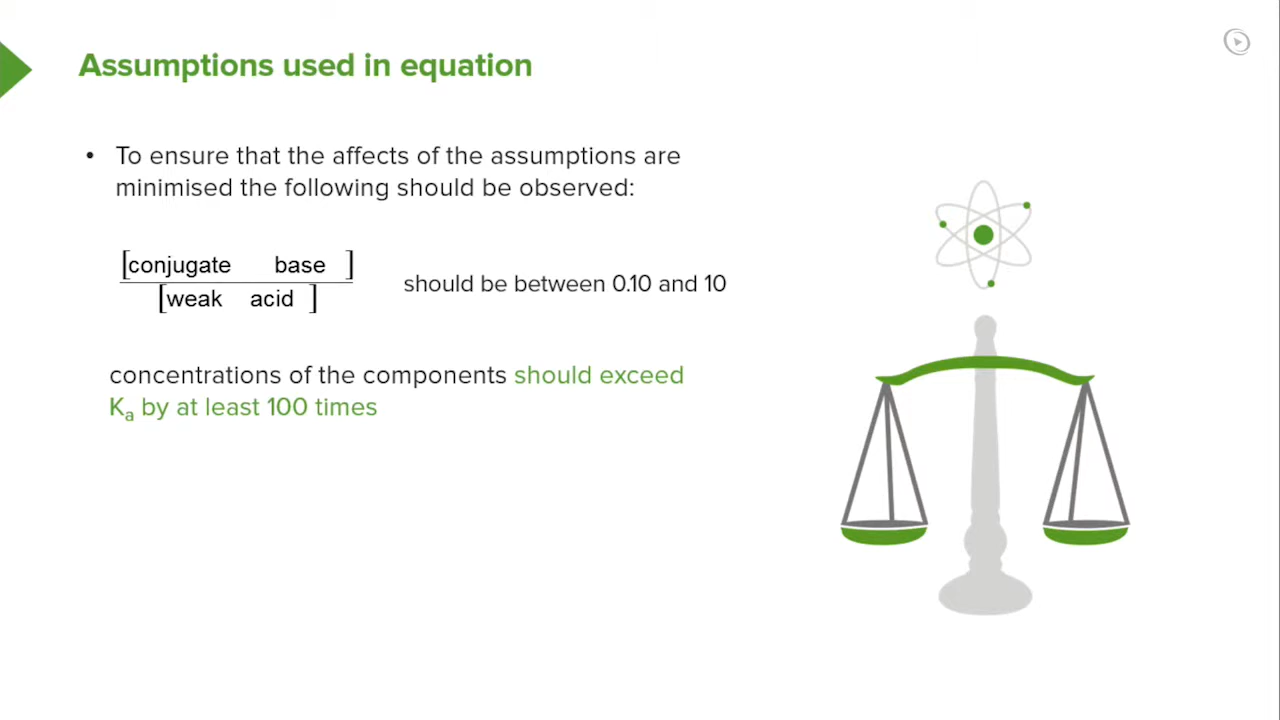 Assumptions used in equation
• To ensure that the affects of the assumptions are
minimised the following should be observed:
[conjugate base]
[weak acid]
should be between 0.10 and 10
concentrations of the components should exceed
Kₐ by at least 100 times